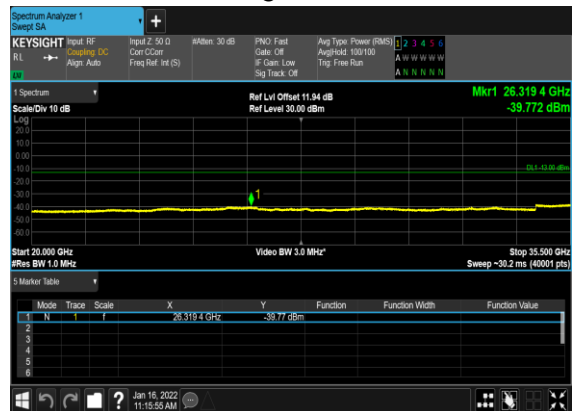 Spectrum Analyzer 1
Swept SA
+
KEYSIGHT Input: RF Input Z: 50 Ω #Atten: 30 dB PNO: Fast Avg Type: Power (RMS) 1 2 3 4 5 6
RL Coupling: DC Corr CCorr Gate: Off Avg|Hold: 100/100 A W W W W W
Align: Auto Freq Ref: Int (S) IF Gain: Low Trig: Free Run A N N N N N
Sig Track: Off
LXI
1 Spectrum Ref Lvl Offset 11.94 dB Mkr1 26.319 4 GHz
Scale/Div 10 dB Ref Level 30.00 dBm -39.772 dBm
Log
20.0
10.0
0.00
-10.0 DL1 -13.00 dBm
-20.0
-30.0
1
-40.0
-50.0
-60.0
Start 20.000 GHz Video BW 3.0 MHz* Stop 35.500 GHz
#Res BW 1.0 MHz Sweep ~30.2 ms (40001 pts)
5 Marker Table
Mode Trace Scale X Y Function Function Width Function Value
1 N 1 f 26.319 4 GHz -39.77 dBm
2
3
4
5
6
? Jan 16, 2022
11:15:55 AM